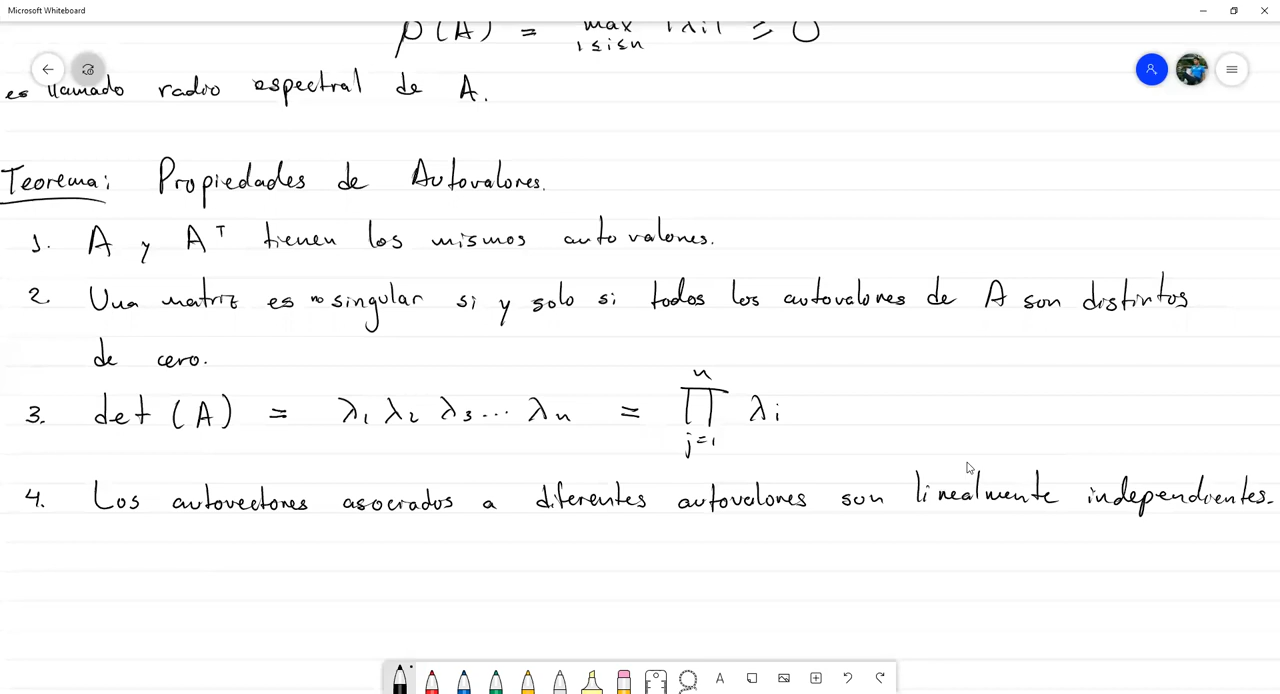 Microsoft Whiteboard
ρ(A) = max |λi| ≥ 0
1≤i≤n
es llamado radio espectral de A.
Teorema: Propiedades de Autovalores.
1. A y Aᵀ tienen los mismos autovalores.
2. Una matriz es no singular si y solo si todos los autovalores de A son distintos
de cero.
3. det (A) = λ₁ λ₂ λ₃ ... λₙ = ∏ⁿⱼ₌₁ λi
4. Los autovectores asociados a diferentes autovalores son linealmente independientes.